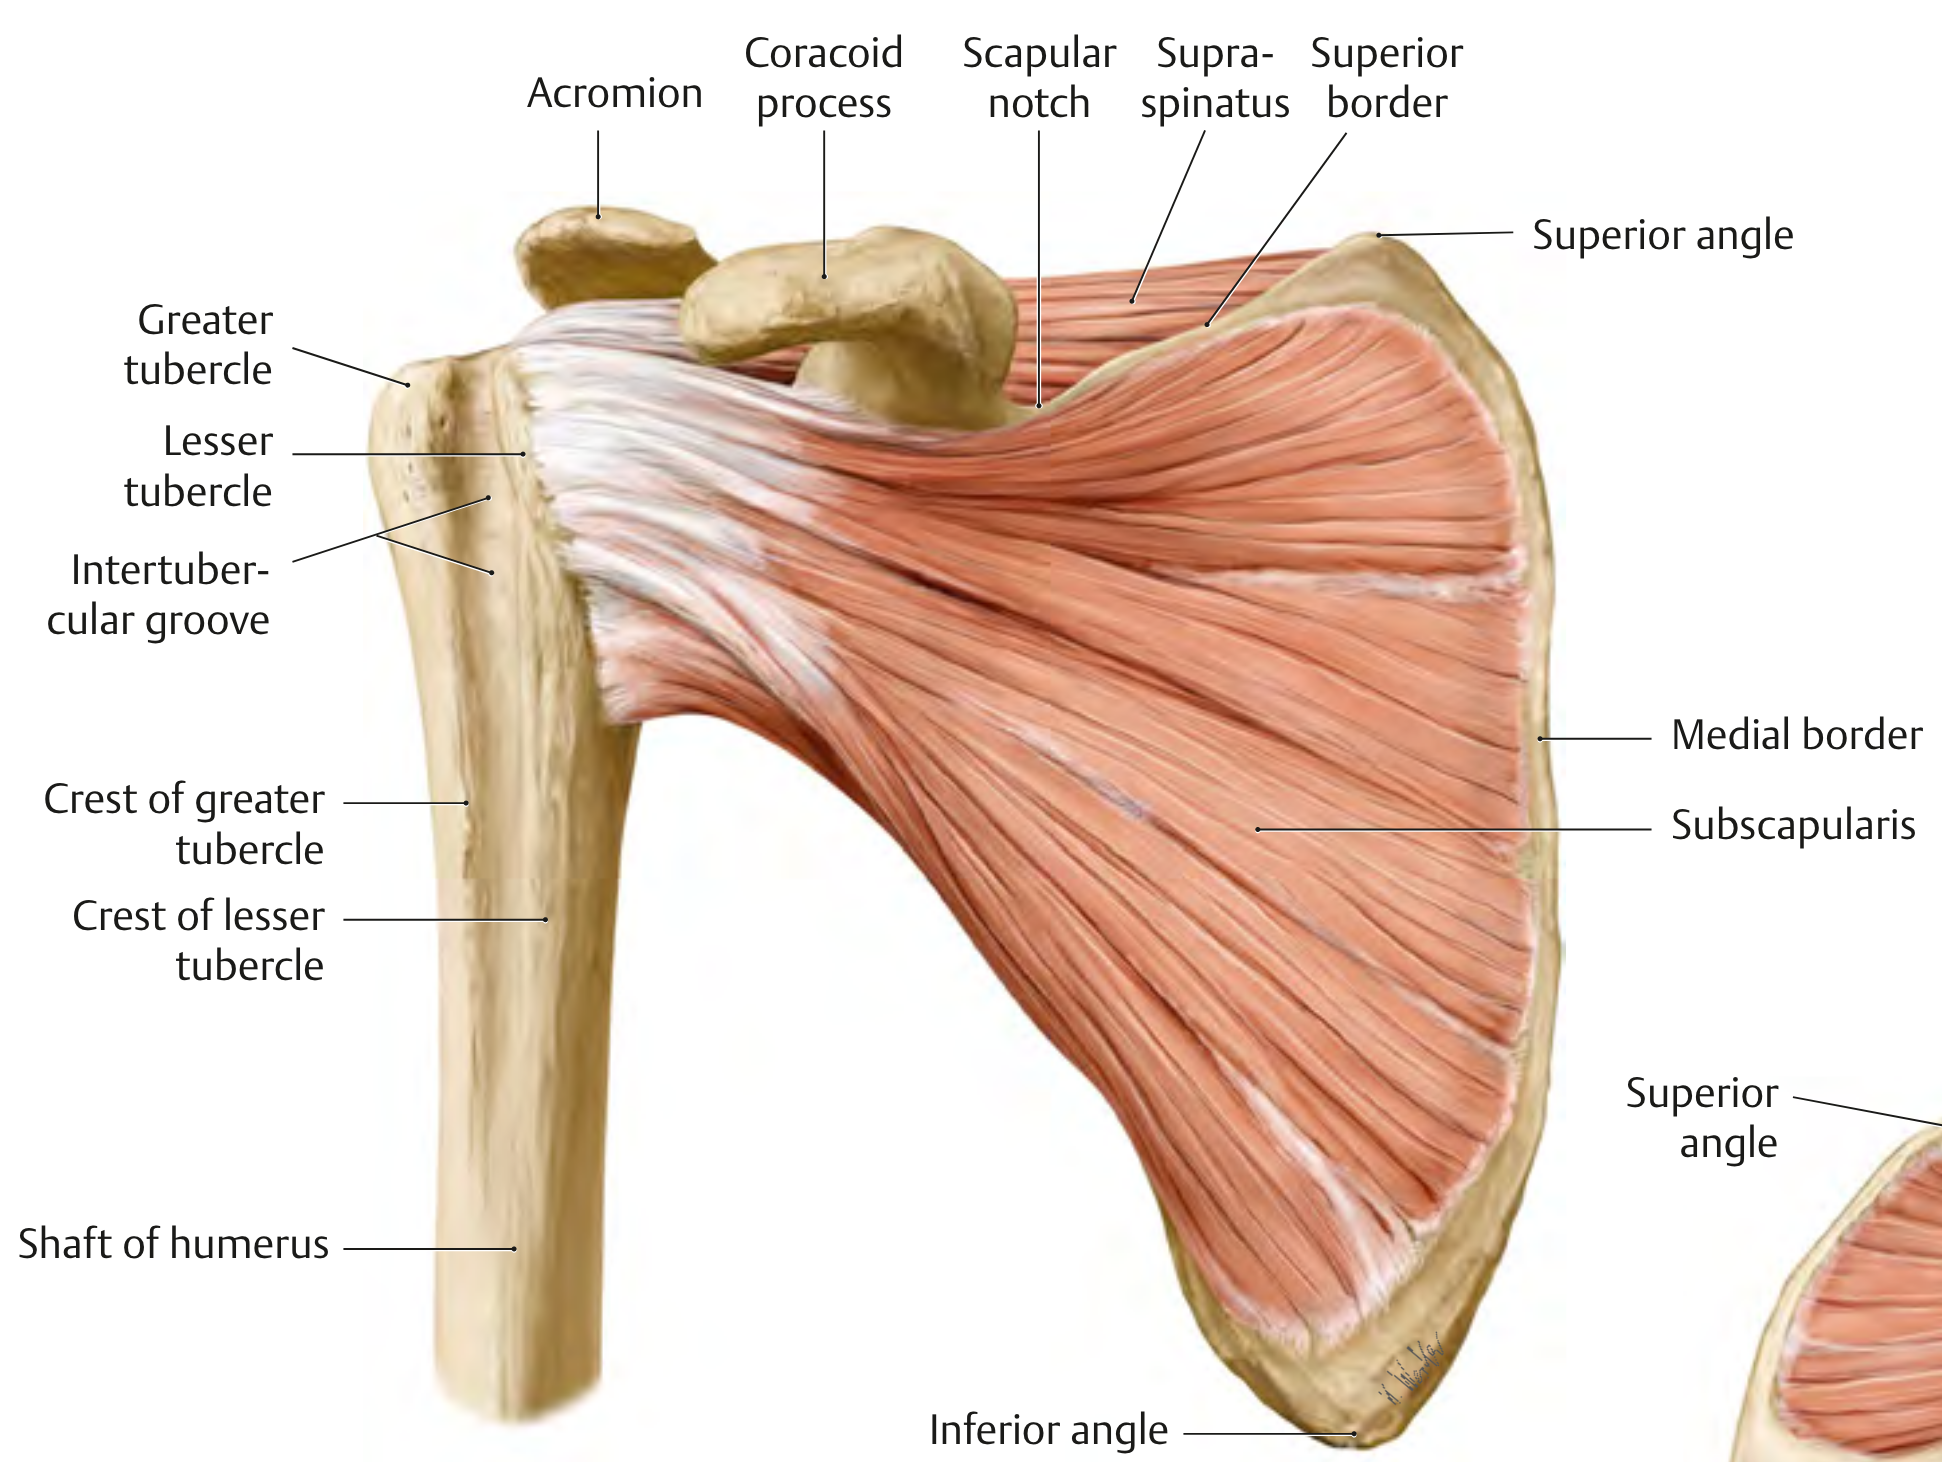 Acromion
Coracoid
process
Scapular
notch
Supra-
spinatus
Superior
border
Superior angle
Greater
tubercle
Lesser
tubercle
Intertuber-
cular groove
Medial border
Crest of greater
tubercle
Subscapularis
Crest of lesser
tubercle
Superior
angle
Shaft of humerus
Inferior angle